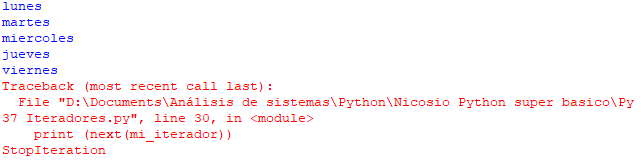 lunes
martes
miercoles
jueves
viernes
Traceback (most recent call last):
  File "D:\Documents\Análisis de sistemas\Python\Nicosio Python super basico\Py
37 Iteradores.py", line 30, in <module>
    print (next(mi_iterador))
StopIteration